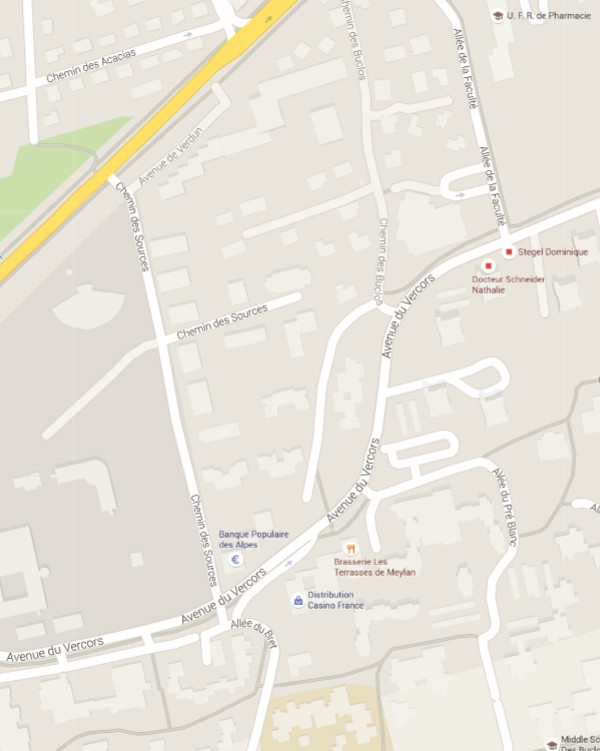 U. F. R. de Pharmacie
Chemin des Buclos
Allée de la Faculté
Chemin des Acacias
Avenue de Verdun
Allée de la Faculté
Chemin des Sources
Chemin des Buclos
Stegel Dominique
Docteur Schneider
Nathalie
Avenue du Vercors
Chemin des Sources
Avenue du Vercors
Allée du Pré Blanc
Chemin des Sources
Banque Populaire
des Alpes
Brasserie Les
Terrasses de Meylan
Avenue du Vercors
Distribution
Casino France
Allée du Bret
Avenue du Vercors
Middle Sc
Des Buclo